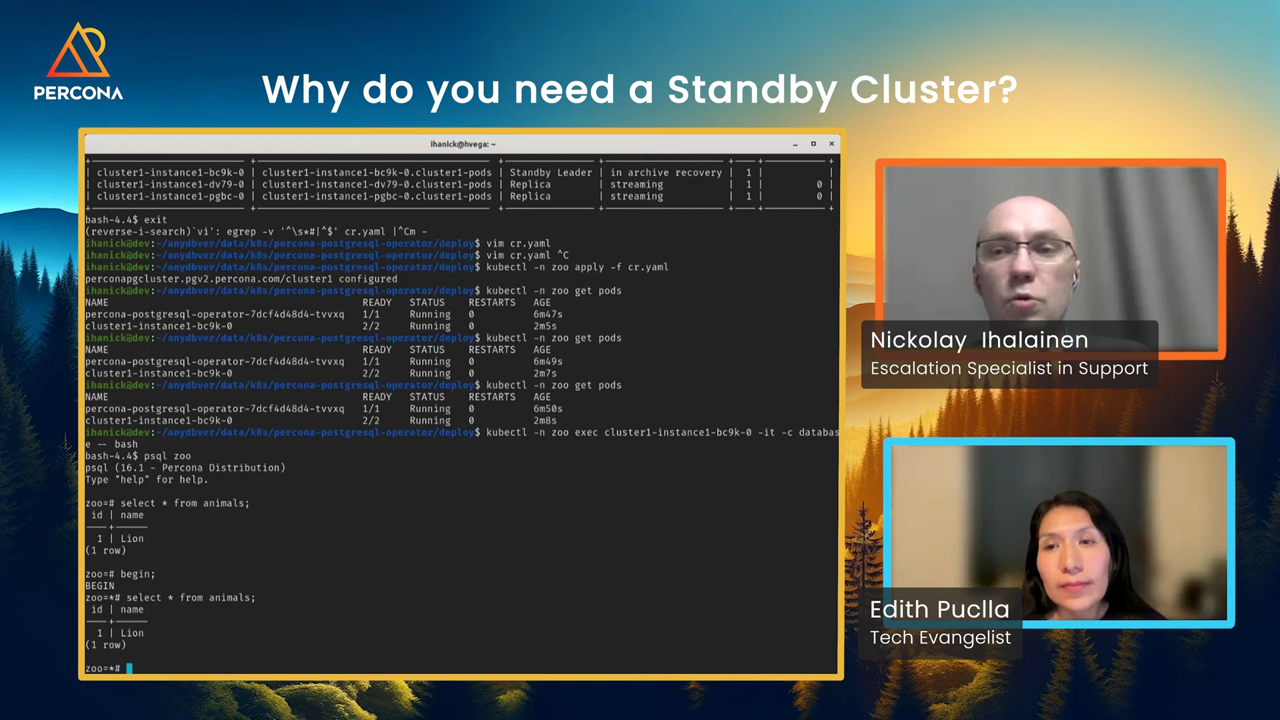 PERCONA
Why do you need a Standby Cluster?
ihanick@hvega: ~
| cluster1-instance1-bc9k-0 | cluster1-instance1-bc9k-0.cluster1-pods | Standby Leader | in archive recovery | 1 | |
| cluster1-instance1-dv79-0 | cluster1-instance1-dv79-0.cluster1-pods | Replica | streaming | 1 | 0 |
| cluster1-instance1-pgbc-0 | cluster1-instance1-pgbc-0.cluster1-pods | Replica | streaming | 1 | 0 |
bash-4.4$ exit
(reverse-i-search)`vi': egrep -v '^\s*#|^$' cr.yaml |^Cm -
ihanick@dev:~/anydbver/data/k8s/percona-postgresql-operator/deploy$ vim cr.yaml
ihanick@dev:~/anydbver/data/k8s/percona-postgresql-operator/deploy$ vim cr.yaml ^C
ihanick@dev:~/anydbver/data/k8s/percona-postgresql-operator/deploy$ kubectl -n zoo apply -f cr.yaml
perconapgcluster.pgv2.percona.com/cluster1 configured
ihanick@dev:~/anydbver/data/k8s/percona-postgresql-operator/deploy$ kubectl -n zoo get pods
NAME READY STATUS RESTARTS AGE
percona-postgresql-operator-7dcf4d48d4-tvvxq 1/1 Running 0 6m47s
cluster1-instance1-bc9k-0 2/2 Running 0 2m5s
ihanick@dev:~/anydbver/data/k8s/percona-postgresql-operator/deploy$ kubectl -n zoo get pods
NAME READY STATUS RESTARTS AGE
percona-postgresql-operator-7dcf4d48d4-tvvxq 1/1 Running 0 6m49s
cluster1-instance1-bc9k-0 2/2 Running 0 2m7s
ihanick@dev:~/anydbver/data/k8s/percona-postgresql-operator/deploy$ kubectl -n zoo get pods
NAME READY STATUS RESTARTS AGE
percona-postgresql-operator-7dcf4d48d4-tvvxq 1/1 Running 0 6m50s
cluster1-instance1-bc9k-0 2/2 Running 0 2m8s
ihanick@dev:~/anydbver/data/k8s/percona-postgresql-operator/deploy$ kubectl -n zoo exec cluster1-instance1-bc9k-0 -it -c databas
e -- bash
bash-4.4$ psql zoo
psql (16.1 - Percona Distribution)
Type "help" for help.
zoo=# select * from animals;
id | name
----+------
1 | Lion
(1 row)
zoo=# begin;
BEGIN
zoo=*# select * from animals;
id | name
----+------
1 | Lion
(1 row)
zoo=*#
Nickolay Ihalainen
Escalation Specialist in Support
Edith Puclla
Tech Evangelist